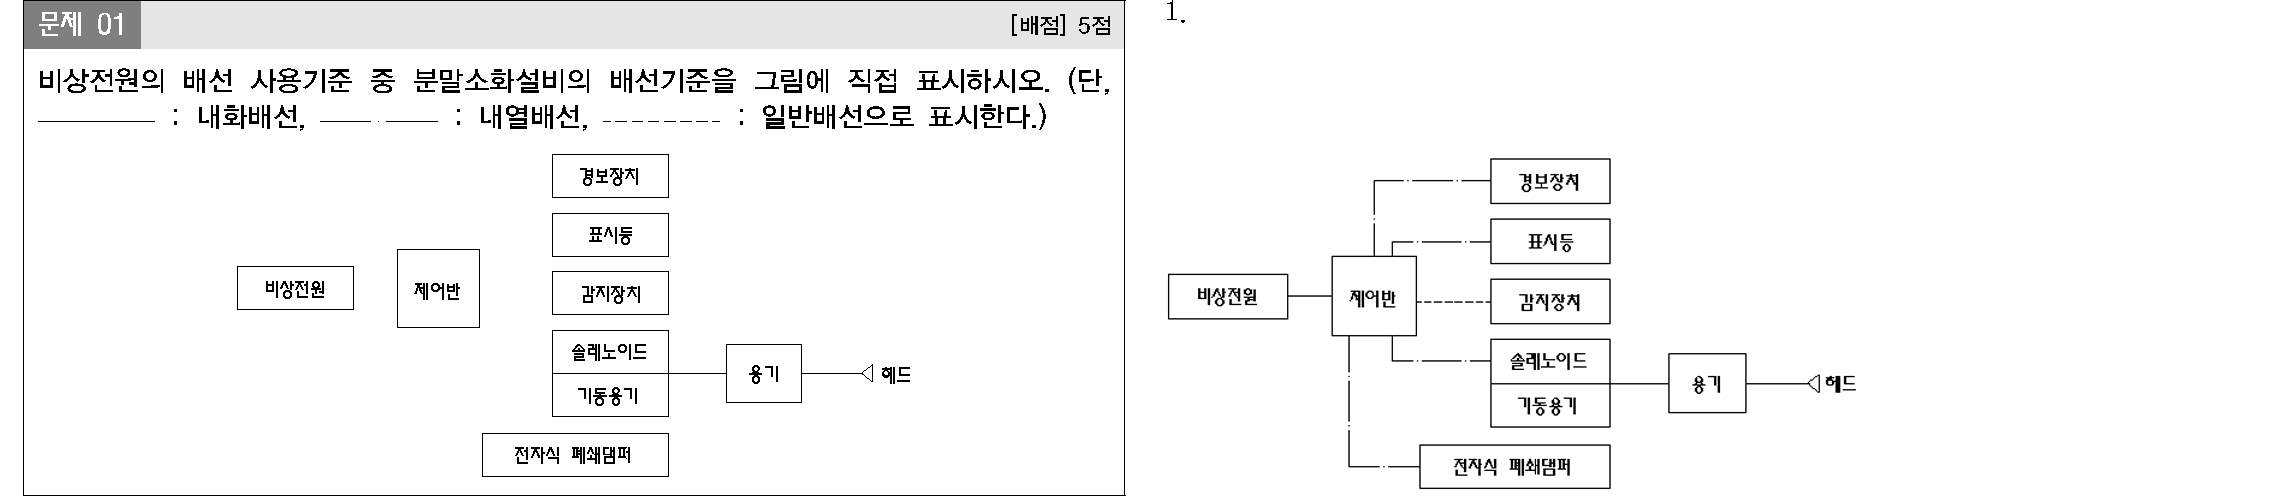 문제 01 [배점] 5점
비상전원의 배선 사용기준 중 분말소화설비의 배선기준을 그림에 직접 표시하시오. (단,
: 내화배선, : 내열배선, : 일반배선으로 표시한다.)
경보장치
표시등
비상전원
제어반
감지장치
솔레노이드
기동용기
용기
헤드
전자식 폐쇄댐퍼
1.
경보장치
표시등
비상전원
제어반
감지장치
솔레노이드
기동용기
용기
헤드
전자식 폐쇄댐퍼